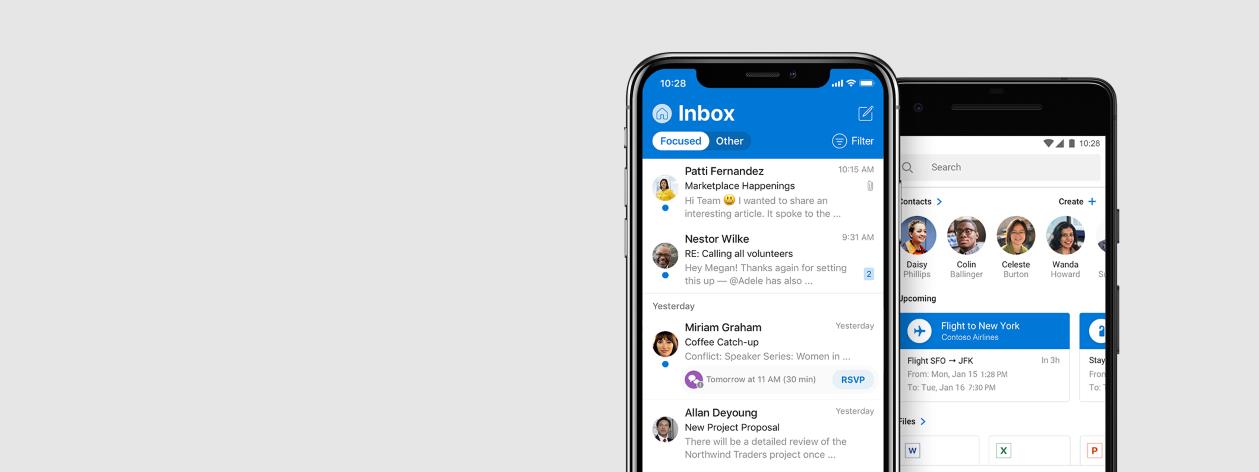 10:28
Inbox
Focused Other Filter
Patti Fernandez 10:15 AM
Marketplace Happenings
Hi Team 😃 I wanted to share an
interesting article. It spoke to the ...
Nestor Wilke 9:31 AM
RE: Calling all volunteers
Hey Megan! Thanks again for setting
this up — @Adele has also ... 2
Yesterday
Miriam Graham Yesterday
Coffee Catch-up
Conflict: Speaker Series: Women in ...
Tomorrow at 11 AM (30 min) RSVP
Allan Deyoung Yesterday
New Project Proposal
There will be a detailed review of the
Northwind Traders project once ...
10:28
Search
Contacts > Create +
Daisy Colin Celeste Wanda
Phillips Ballinger Burton Howard
Upcoming
Flight to New York
Contoso Airlines
Flight SFO → JFK In 3h Stay
From: Mon, Jan 15 1:28 PM From
To: Tue, Jan 16 7:30 PM To:
Files >
W X P